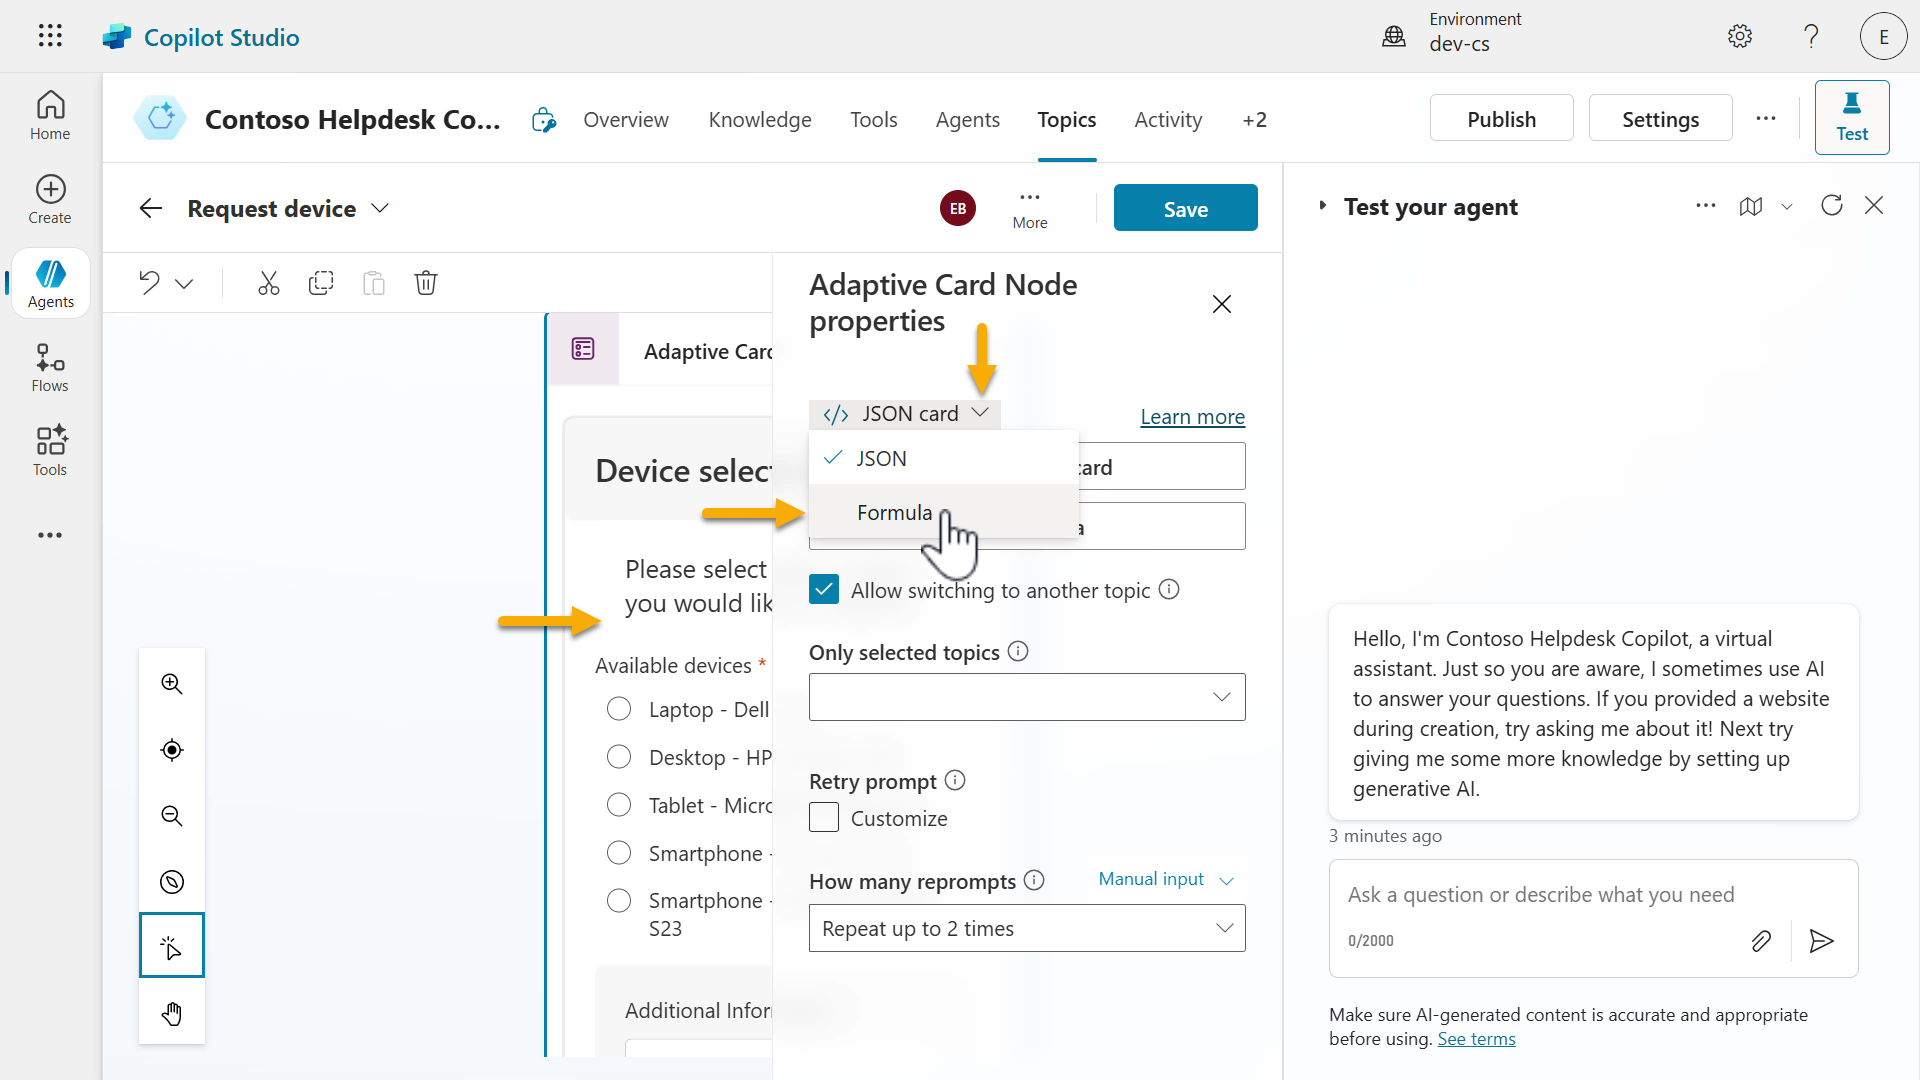 Copilot Studio
Environment
dev-cs
E
Home
Create
Agents
Flows
Tools
Contoso Helpdesk Co...
Overview
Knowledge
Tools
Agents
Topics
Activity
+2
Publish
Settings
Test
Request device
EB
More
Save
Adaptive Card
Device select
Please select
you would lik
Available devices *
Laptop - Dell
Desktop - HP
Tablet - Micro
Smartphone -
Smartphone -
S23
Additional Infor
Adaptive Card Node
properties
</> JSON card
Learn more
JSON
card
Formula
a
Allow switching to another topic
Only selected topics
Retry prompt
Customize
How many reprompts
Manual input
Repeat up to 2 times
Test your agent
Hello, I'm Contoso Helpdesk Copilot, a virtual
assistant. Just so you are aware, I sometimes use AI
to answer your questions. If you provided a website
during creation, try asking me about it! Next try
giving me some more knowledge by setting up
generative AI.
3 minutes ago
Ask a question or describe what you need
0/2000
Make sure AI-generated content is accurate and appropriate
before using. See terms